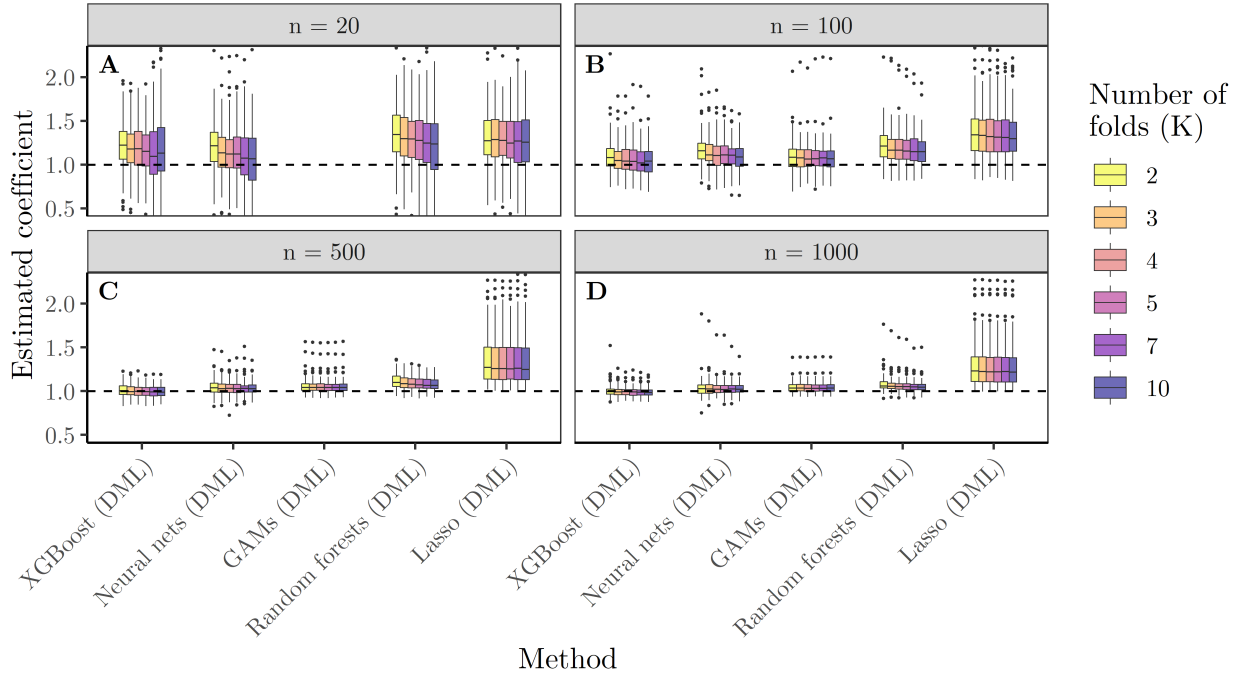 n = 20
n = 100
A
B
2.0
1.5
1.0
0.5
n = 500
n = 1000
C
D
2.0
1.5
1.0
0.5
Estimated coefficient
XGBoost (DML)
Neural nets (DML)
GAMs (DML)
Random forests (DML)
Lasso (DML)
XGBoost (DML)
Neural nets (DML)
GAMs (DML)
Random forests (DML)
Lasso (DML)
Method
Number of
folds (K)
2
3
4
5
7
10